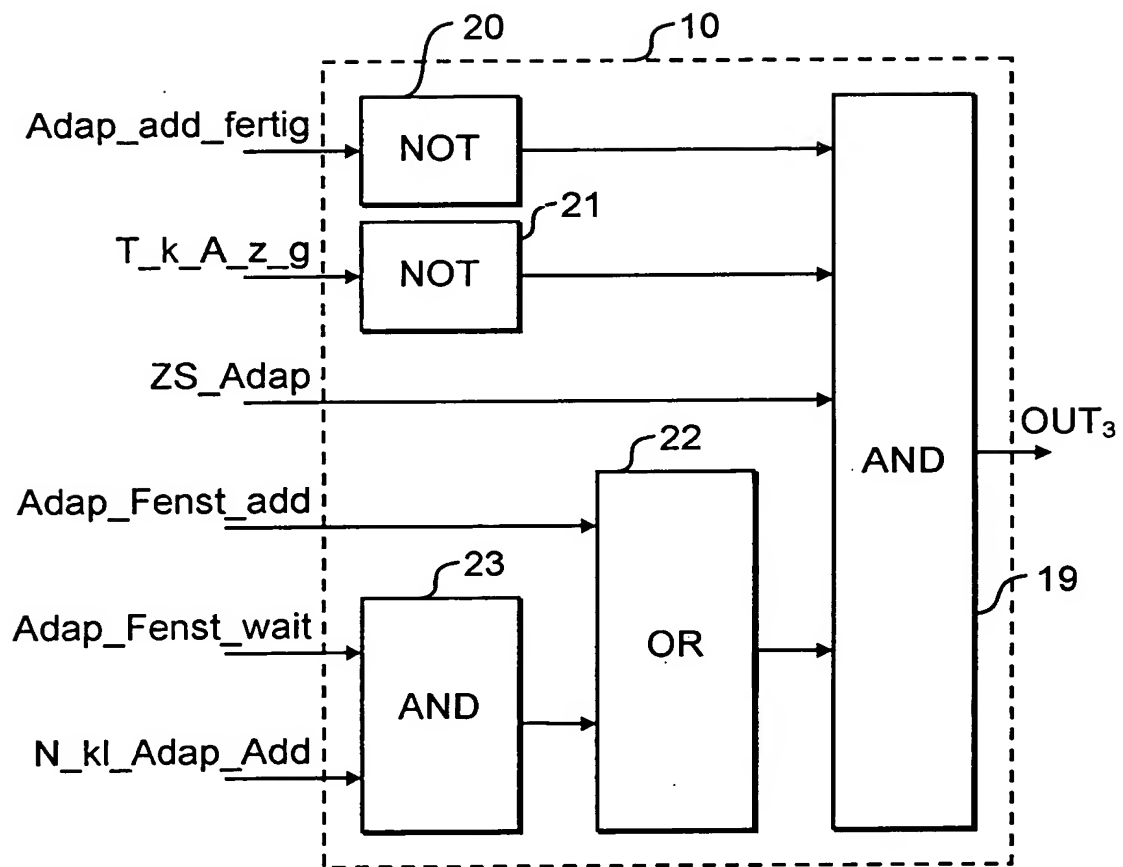 20
10
Adap_add_fertig
NOT
21
T_k_A_z_g
NOT
ZS_Adap
OUT₃
22
AND
Adap_Fenst_add
23
19
Adap_Fenst_wait
OR
AND
N_kl_Adap_Add